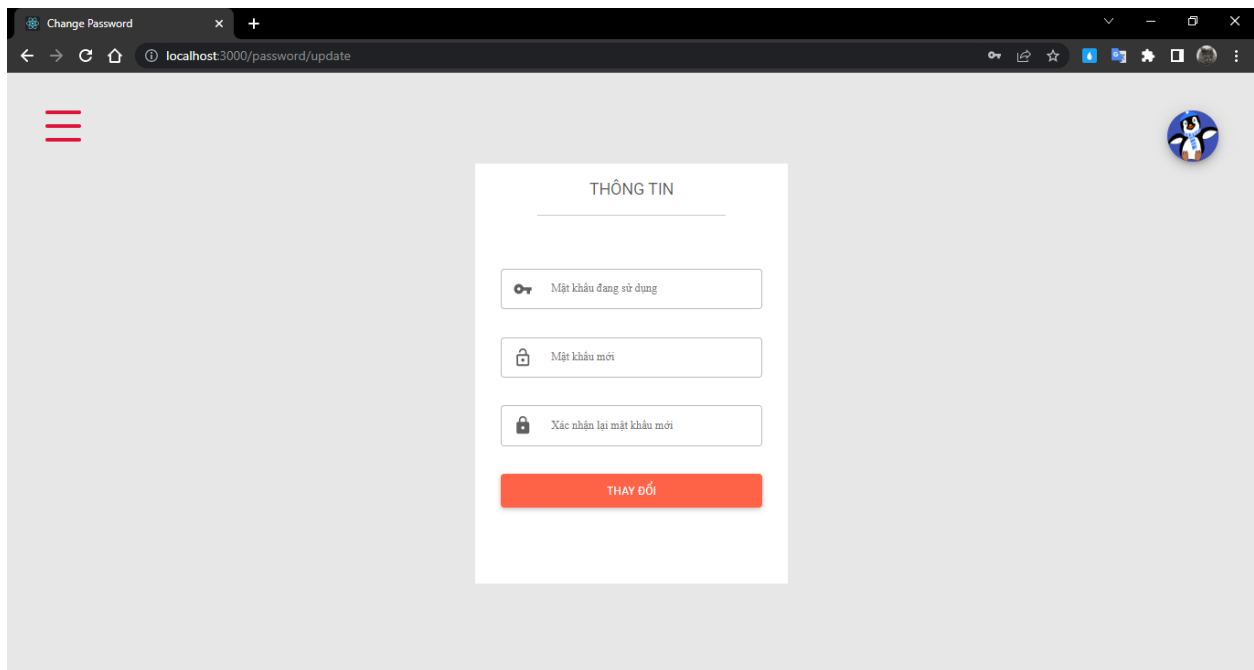 Change Password
localhost:3000/password/update
THÔNG TIN
Mật khẩu đang sử dụng
Mật khẩu mới
Xác nhận lại mật khẩu mới
THAY ĐỔI